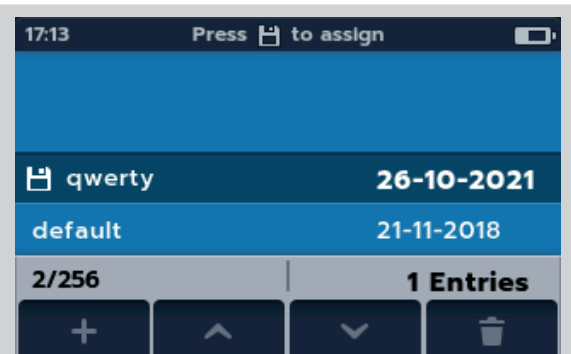 17:13 Press to assign
qwerty 26-10-2021
default 21-11-2018
2/256 1 Entries